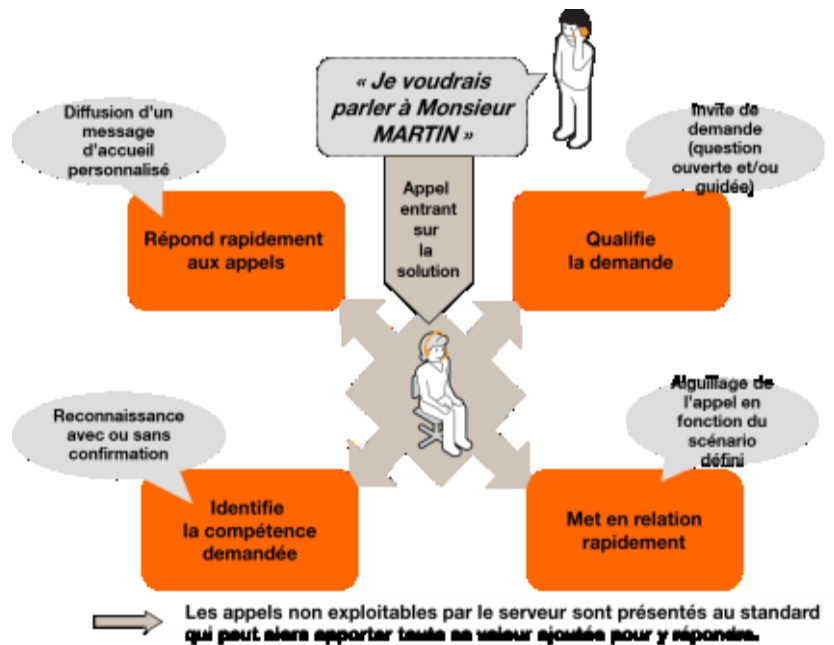 « Je voudrais
parler à Monsieur
MARTIN »
Diffusion d'un
message
d'accueil
personnalisé
Invite de
demande
(question
ouverte et/ou
guidée)
Appel
entrant
sur
la
solution
Répond rapidement
aux appels
Qualifie
la demande
Reconnaissance
avec ou sans
confirmation
Aiguillage de
l'appel en
fonction du
scénario
défini
Identifie
la compétence
demandée
Met en relation
rapidement
Les appels non exploitables par le serveur sont présentés au standard
qui peut alors apporter toute sa valeur ajoutée pour y répondre.